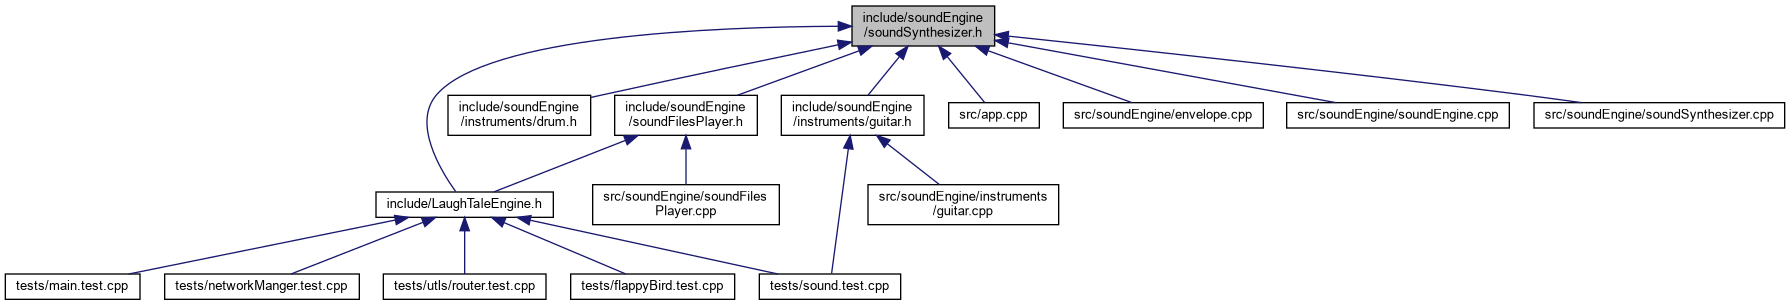 include/soundEngine
/soundSynthesizer.h
include/soundEngine
/instruments/drum.h
include/soundEngine
/soundFilesPlayer.h
include/soundEngine
/instruments/guitar.h
src/app.cpp
src/soundEngine/envelope.cpp
src/soundEngine/soundEngine.cpp
src/soundEngine/soundSynthesizer.cpp
include/LaughTaleEngine.h
src/soundEngine/soundFiles
Player.cpp
src/soundEngine/instruments
/guitar.cpp
tests/main.test.cpp
tests/networkManger.test.cpp
tests/utls/router.test.cpp
tests/flappyBird.test.cpp
tests/sound.test.cpp